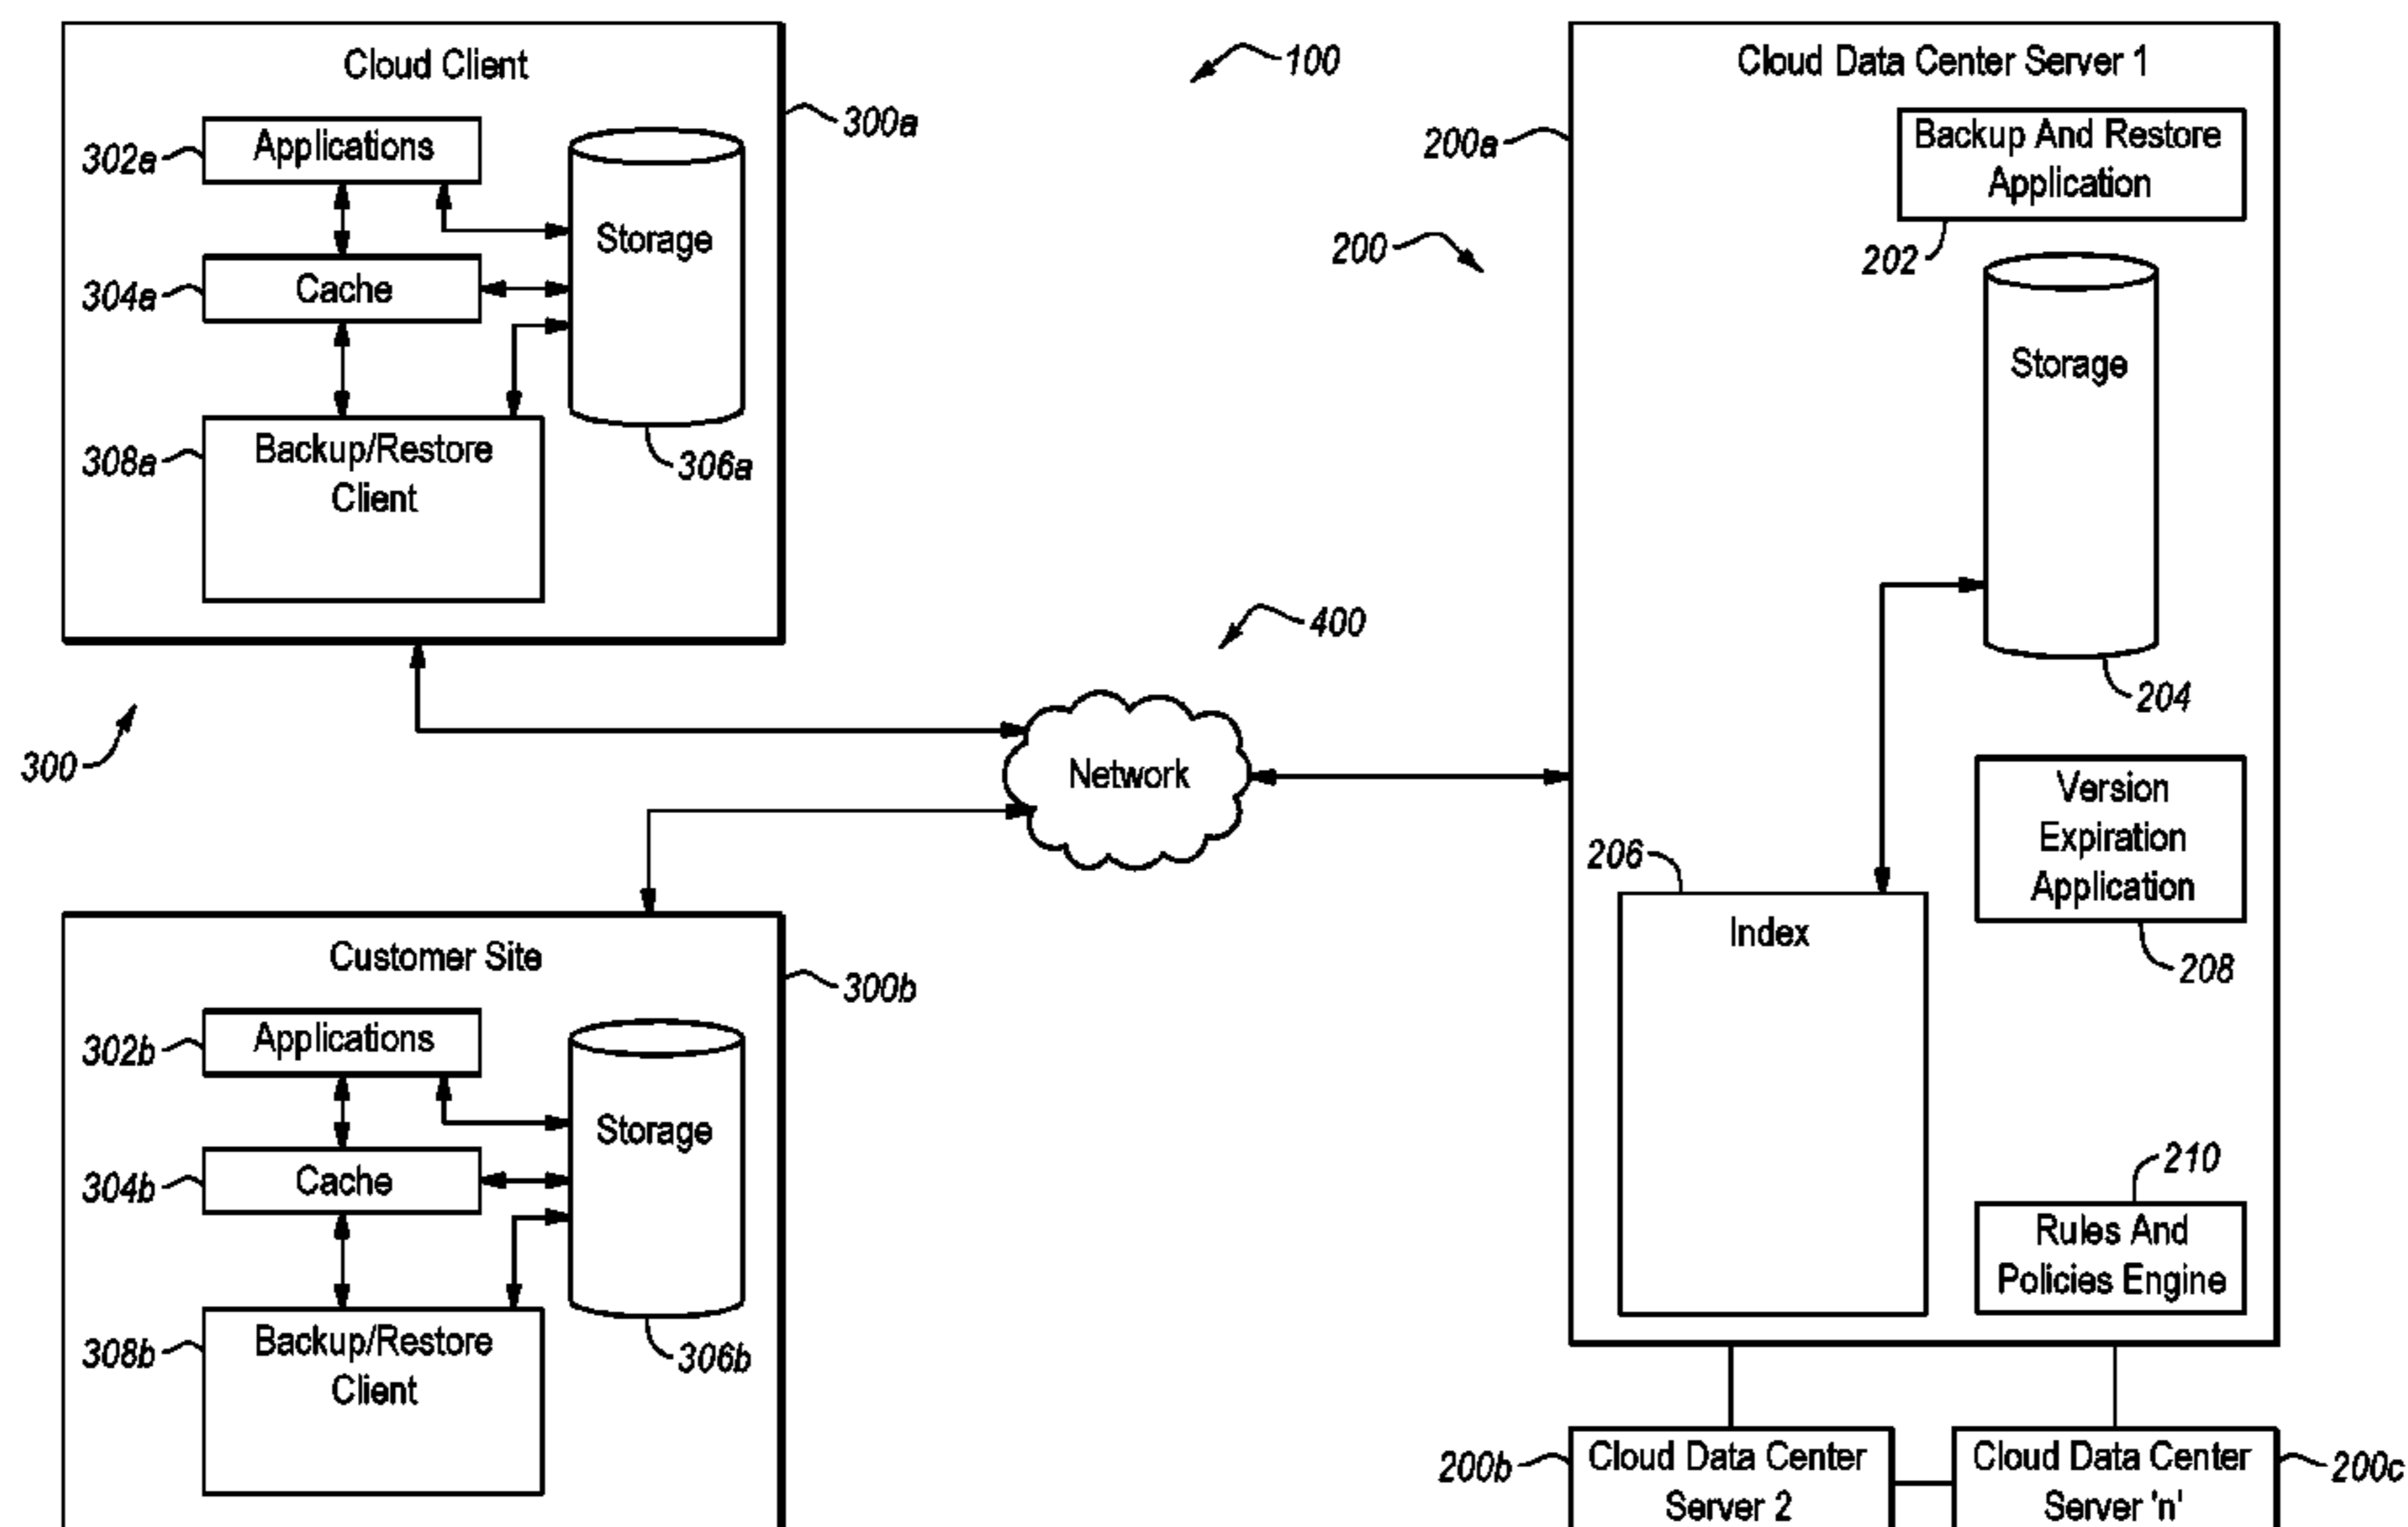 Cloud Client
300a
Applications
302a
Storage
Cache
304a
Backup/Restore
Client
308a
306a
300
100
200
400
Network
Customer Site
300b
Applications
302b
Storage
Cache
304b
Backup/Restore
Client
308b
306b
Cloud Data Center Server 1
200a
Backup And Restore
Application
202
Storage
204
Version
Expiration
Application
208
206
Index
210
Rules And
Policies Engine
200b
Cloud Data Center
Server 2
Cloud Data Center
Server 'n'
200c